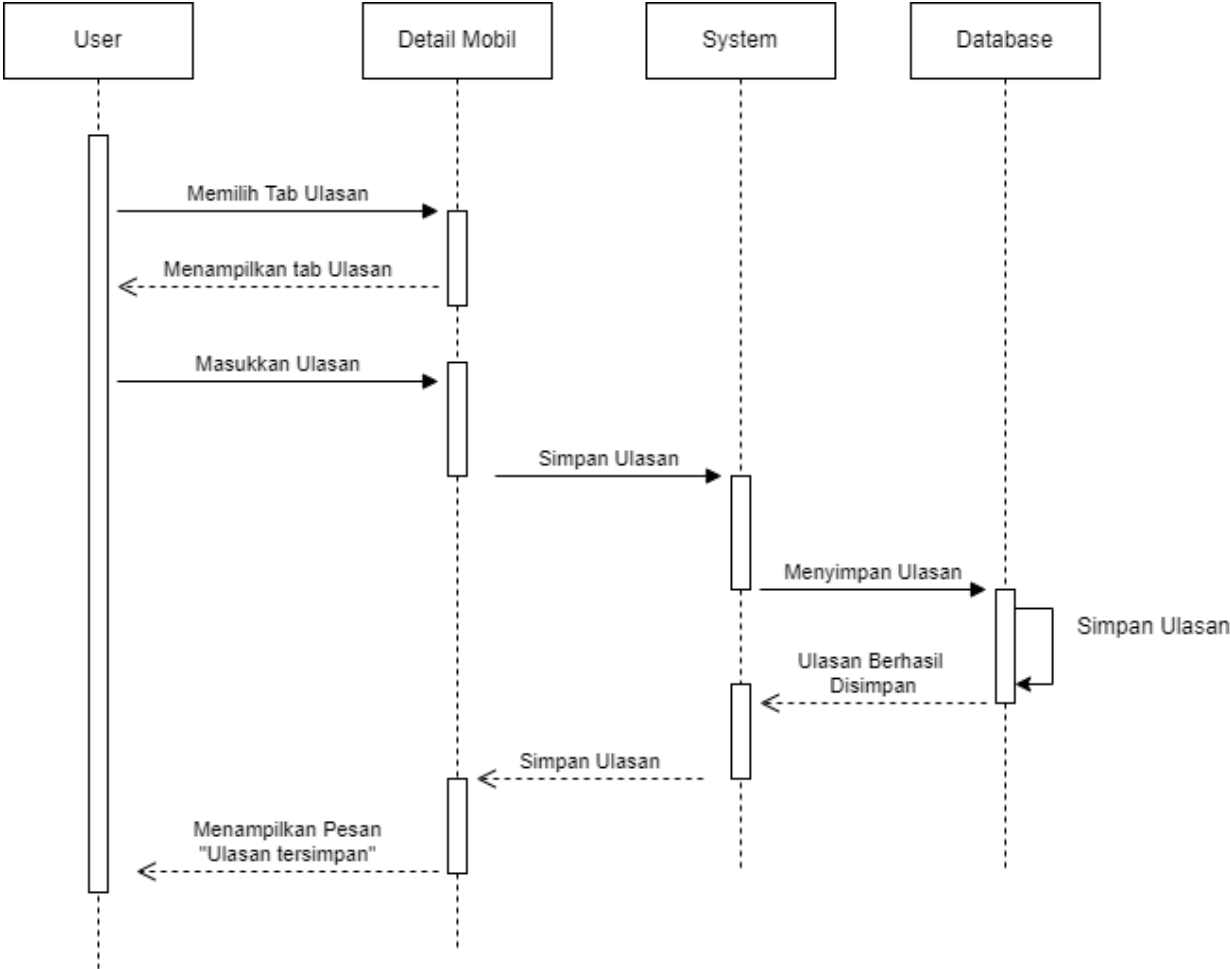 User
Detail Mobil
System
Database
Memilih Tab Ulasan
Menampilkan tab Ulasan
Masukkan Ulasan
Simpan Ulasan
Menyimpan Ulasan
Simpan Ulasan
Ulasan Berhasil
Disimpan
Simpan Ulasan
Menampilkan Pesan
"Ulasan tersimpan"